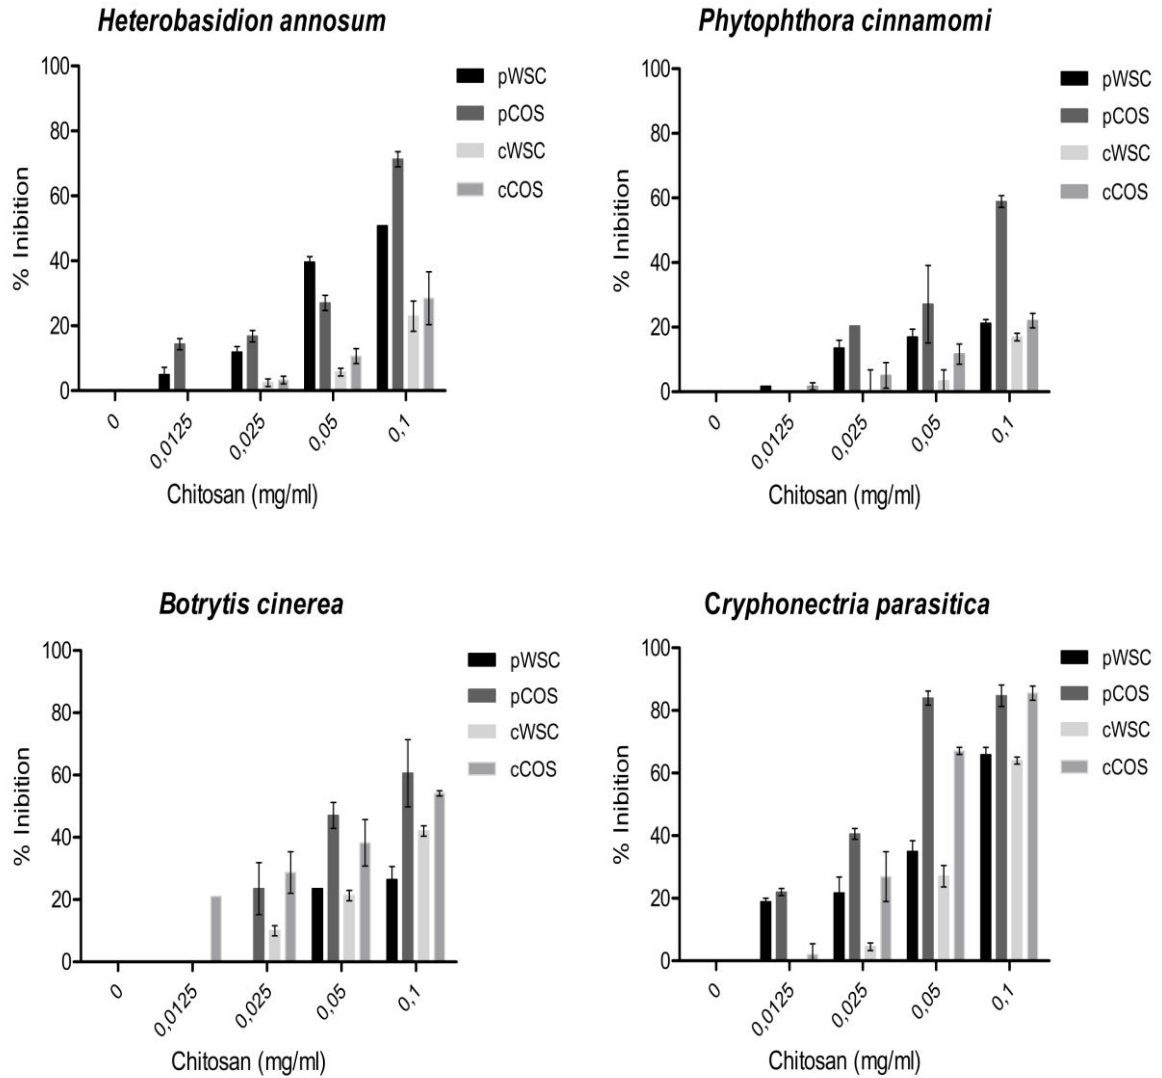 Heterobasidion annosum
100
80
60
40
20
0
% Inibition
pWSC
pCOS
cWSC
cCOS
0
0,0125
0,025
0,05
0,1
Chitosan (mg/ml)
Phytophthora cinnamomi
100
80
60
40
20
0
% Inibition
pWSC
pCOS
cWSC
cCOS
0
0,0125
0,025
0,05
0,1
Chitosan (mg/ml)
Botrytis cinerea
100
80
60
40
20
0
% Inibition
pWSC
pCOS
cWSC
cCOS
0
0,0125
0,025
0,05
0,1
Chitosan (mg/ml)
Cryphonectria parasitica
100
80
60
40
20
0
% Inibition
pWSC
pCOS
cWSC
cCOS
0
0,0125
0,025
0,05
0,1
Chitosan (mg/ml)